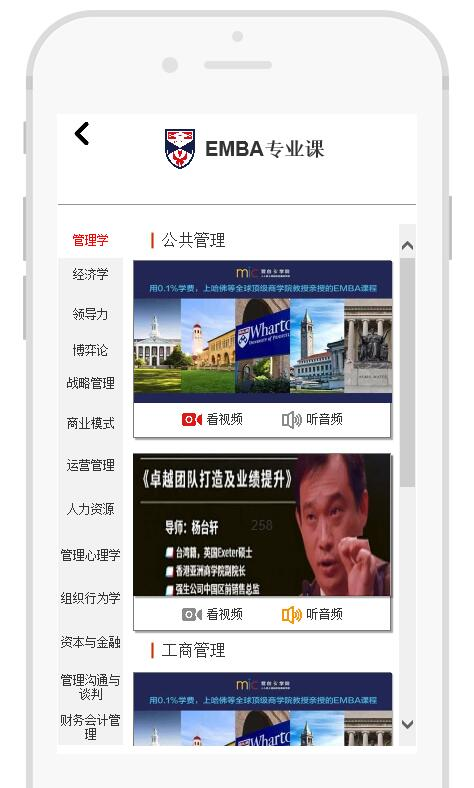 EMBA专业课
管理学
经济学
领导力
博弈论
战略管理
商业模式
运营管理
人力资源
管理心理学
组织行为学
资本与金融
管理沟通与
谈判
财务会计管
理
公共管理
mic
用0.1%学费，上哈佛等全球顶级商学院教授亲授的EMBA课程
Wharton
看视频
听音频
《卓越团队打造及业绩提升》
导师：杨台轩
258
台湾籍，英国Exeter硕士
香港亚洲商学院副院长
强生公司中国区前销售总监
看视频
听音频
工商管理
mic
用0.1%学费，上哈佛等全球顶级商学院教授亲授的EMBA课程
Wharto